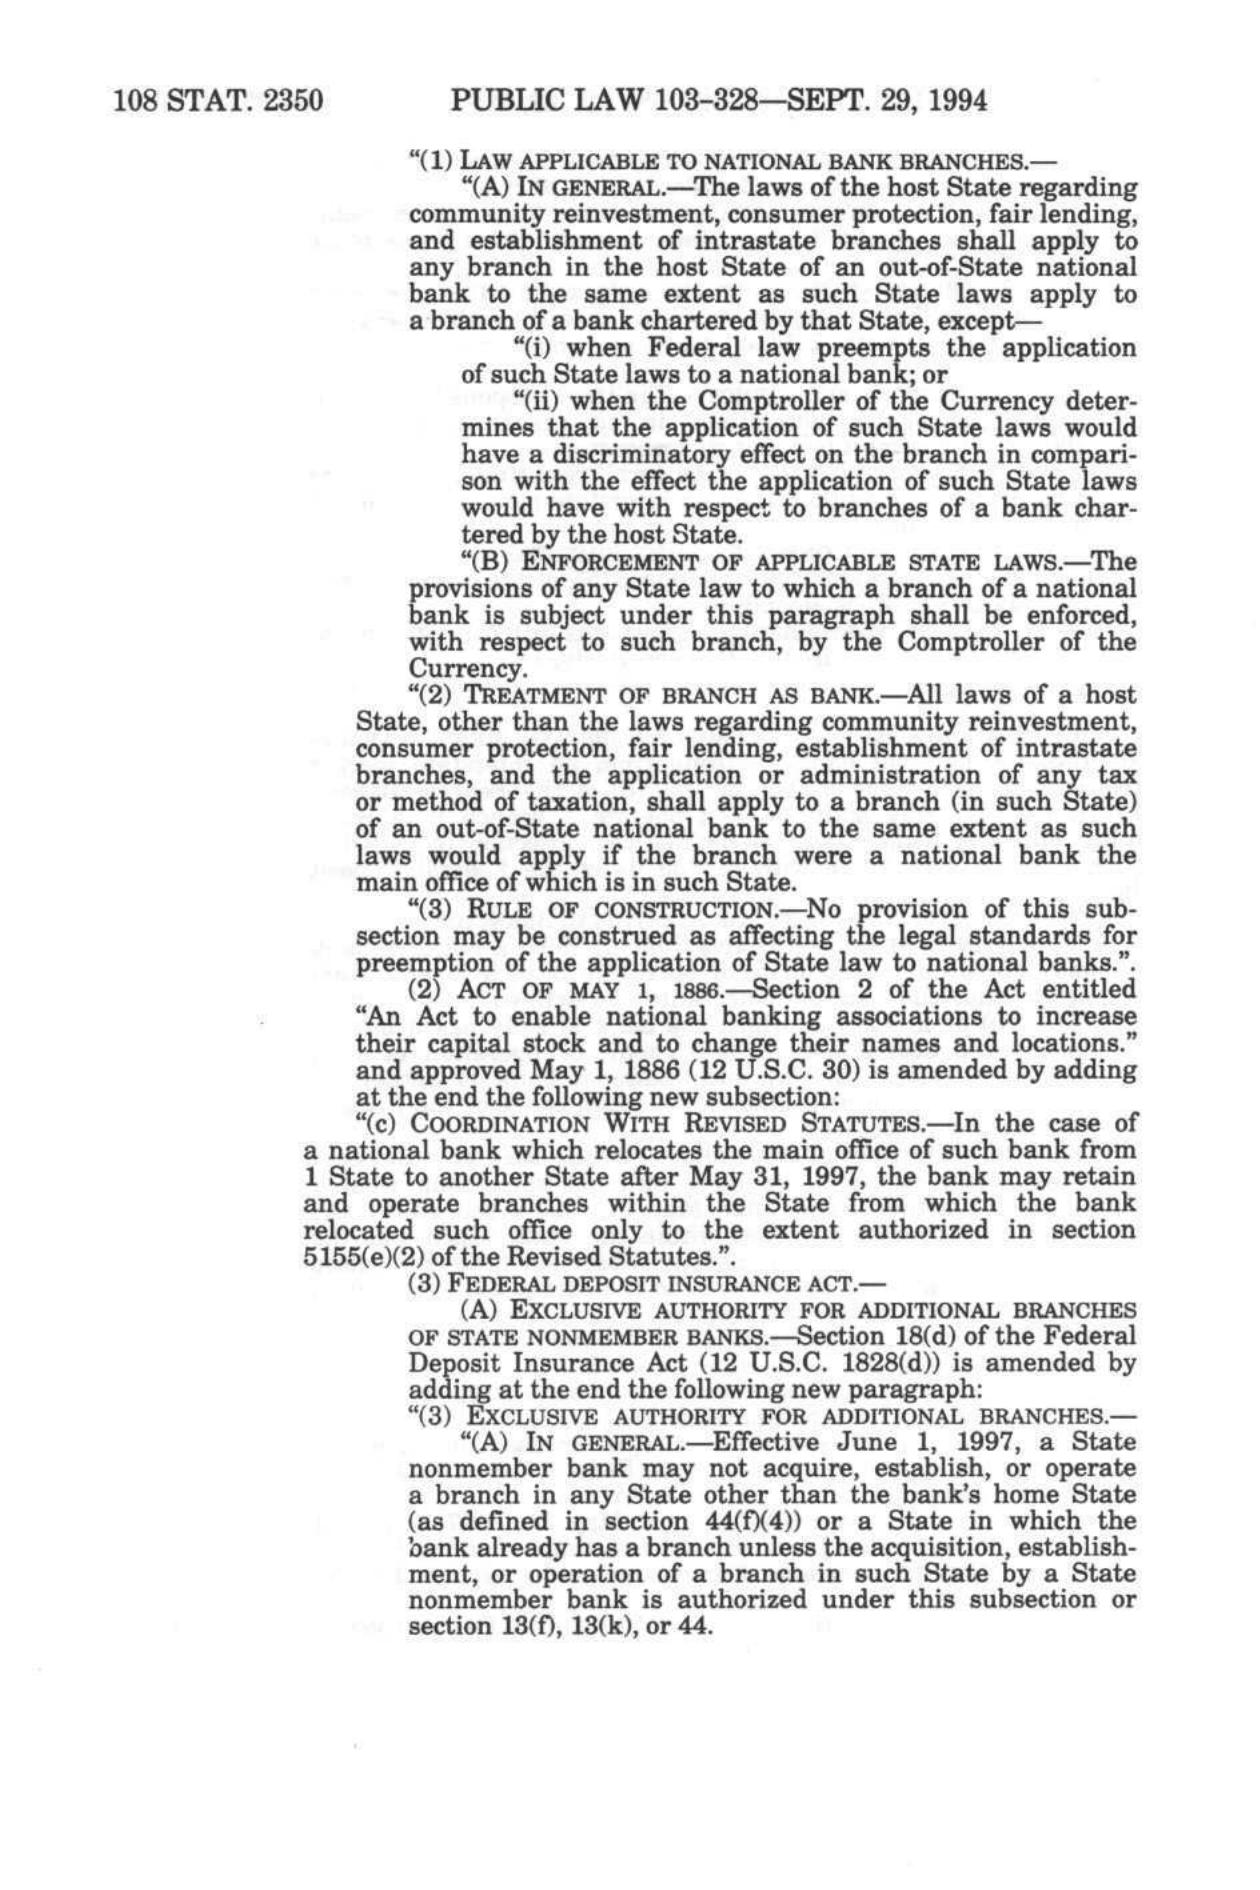 108 STAT. 2350 PUBLIC LAW 103-328—SEPT. 29, 1994
“(1) LAW APPLICABLE TO NATIONAL BANK BRANCHES.—
“(A) IN GENERAL.—The laws of the host State regarding
community reinvestment, consumer protection, fair lending,
and establishment of intrastate branches shall apply to
any branch in the host State of an out-of-State national
bank to the same extent as such State laws apply to
a branch of a bank chartered by that State, except—
“(i) when Federal law preempts the application
of such State laws to a national bank; or
“(ii) when the Comptroller of the Currency deter-
mines that the application of such State laws would
have a discriminatory effect on the branch in compari-
son with the effect the application of such State laws
would have with respect to branches of a bank char-
tered by the host State.
“(B) ENFORCEMENT OF APPLICABLE STATE LAWS.—The
provisions of any State law to which a branch of a national
bank is subject under this paragraph shall be enforced,
with respect to such branch, by the Comptroller of the
Currency.
“(2) TREATMENT OF BRANCH AS BANK.—All laws of a host
State, other than the laws regarding community reinvestment,
consumer protection, fair lending, establishment of intrastate
branches, and the application or administration of any tax
or method of taxation, shall apply to a branch (in such State)
of an out-of-State national bank to the same extent as such
laws would apply if the branch were a national bank the
main office of which is in such State.
“(3) RULE OF CONSTRUCTION.—No provision of this sub-
section may be construed as affecting the legal standards for
preemption of the application of State law to national banks.”.
(2) ACT OF MAY 1, 1886.—Section 2 of the Act entitled
“An Act to enable national banking associations to increase
their capital stock and to change their names and locations.”
and approved May 1, 1886 (12 U.S.C. 30) is amended by adding
at the end the following new subsection:
“(c) COORDINATION WITH REVISED STATUTES.—In the case of
a national bank which relocates the main office of such bank from
1 State to another State after May 31, 1997, the bank may retain
and operate branches within the State from which the bank
relocated such office only to the extent authorized in section
5155(e)(2) of the Revised Statutes.”.
(3) FEDERAL DEPOSIT INSURANCE ACT.—
(A) EXCLUSIVE AUTHORITY FOR ADDITIONAL BRANCHES
OF STATE NONMEMBER BANKS.—Section 18(d) of the Federal
Deposit Insurance Act (12 U.S.C. 1828(d)) is amended by
adding at the end the following new paragraph:
“(3) EXCLUSIVE AUTHORITY FOR ADDITIONAL BRANCHES.—
“(A) IN GENERAL.—Effective June 1, 1997, a State
nonmember bank may not acquire, establish, or operate
a branch in any State other than the bank’s home State
(as defined in section 44(f)(4)) or a State in which the
bank already has a branch unless the acquisition, establish-
ment, or operation of a branch in such State by a State
nonmember bank is authorized under this subsection or
section 13(f), 13(k), or 44.